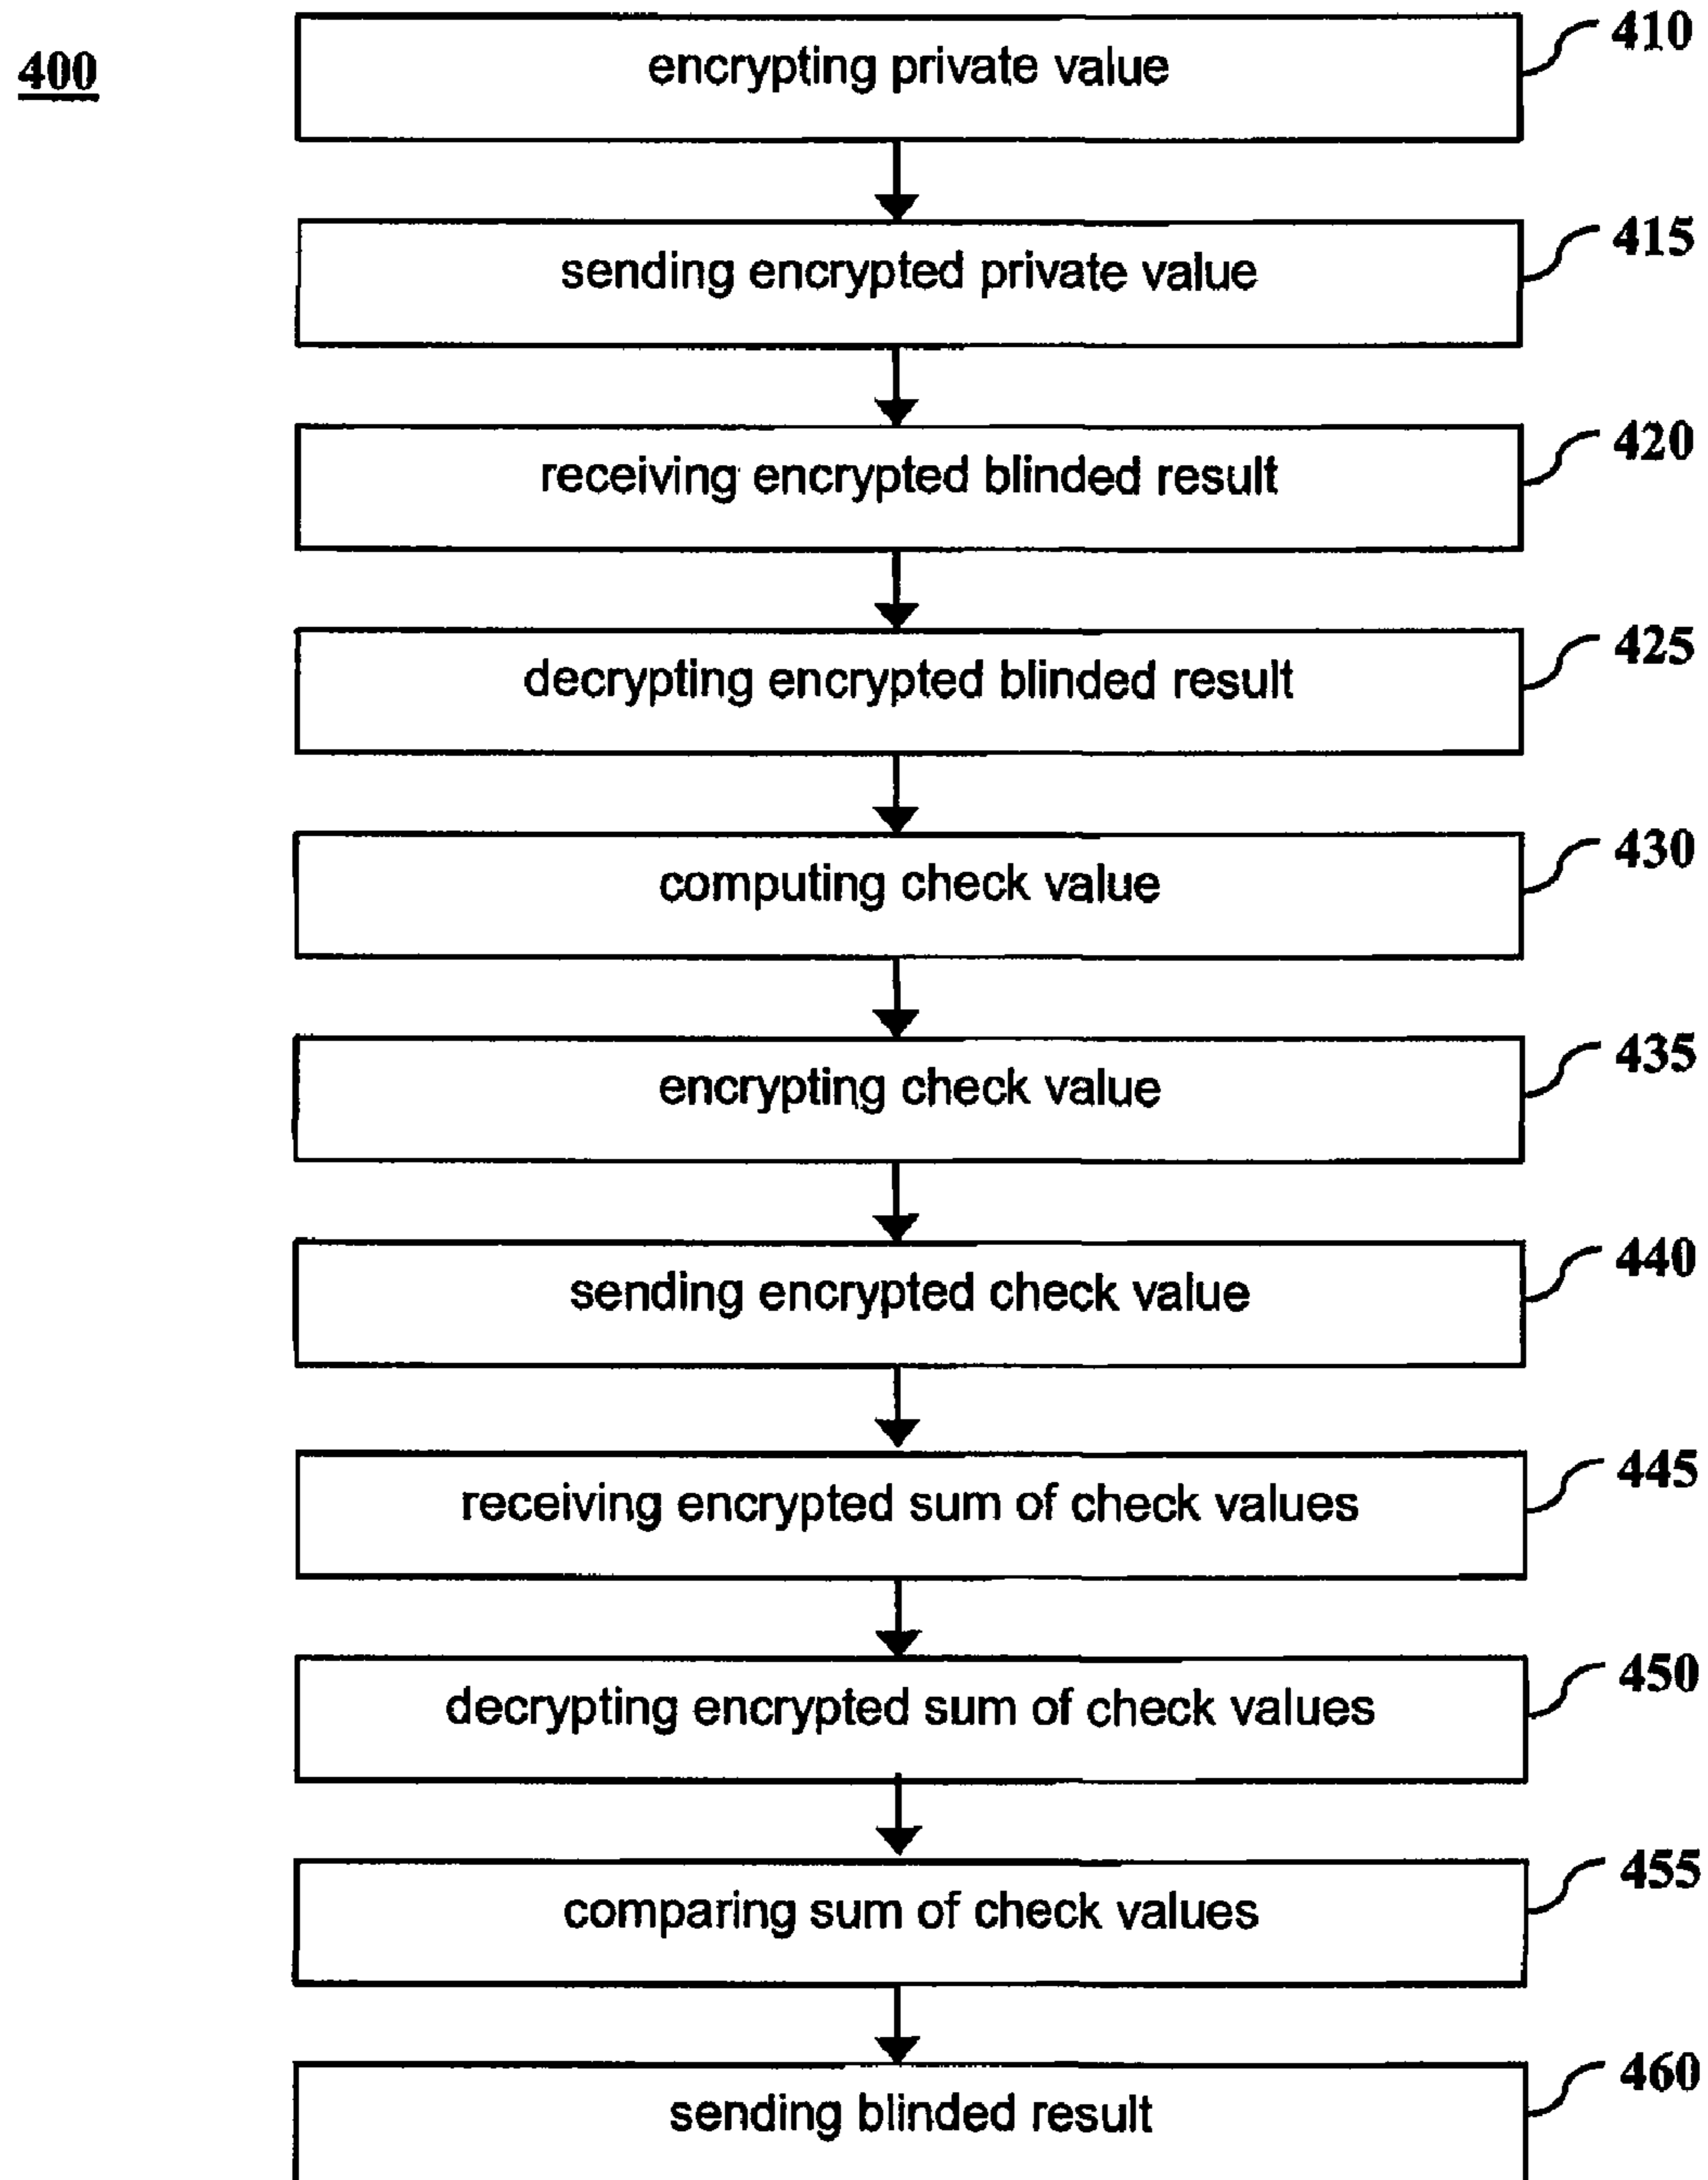 400
encrypting private value
410
sending encrypted private value
415
receiving encrypted blinded result
420
decrypting encrypted blinded result
425
computing check value
430
encrypting check value
435
sending encrypted check value
440
receiving encrypted sum of check values
445
decrypting encrypted sum of check values
450
comparing sum of check values
455
sending blinded result
460